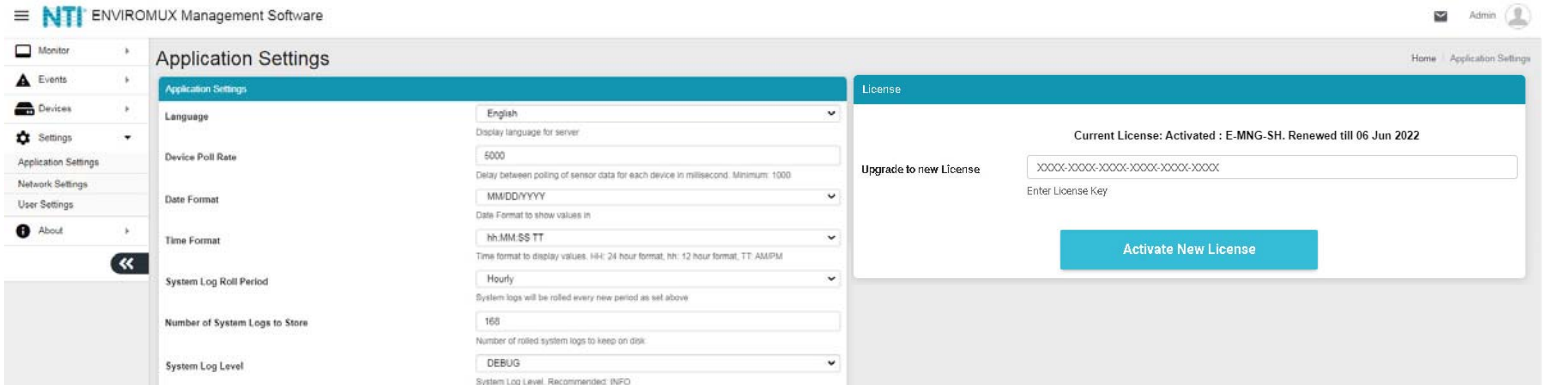 NTI ENVIROMUX Management Software
Admin
Monitor
Events
Devices
Settings
Application Settings
Network Settings
User Settings
About
Application Settings
Home Application Settings
Application Settings
Language
English
Display language for server
Device Poll Rate
5000
Delay between polling of sensor data for each device in millisecond. Minimum: 1000
Date Format
MM/DD/YYYY
Date Format to show values in
Time Format
hh:MM:SS TT
Time format to display values. HH: 24 hour format, hh: 12 hour format, TT: AM/PM
System Log Roll Period
Hourly
System logs will be rolled every new period as set above
Number of System Logs to Store
168
Number of rolled system logs to keep on disk
System Log Level
DEBUG
System Log Level. Recommended: INFO
License
Current License: Activated : E-MNG-SH. Renewed till 06 Jun 2022
Upgrade to new License
XXXX-XXXX-XXXX-XXXX-XXXX-XXXX
Enter License Key
Activate New License